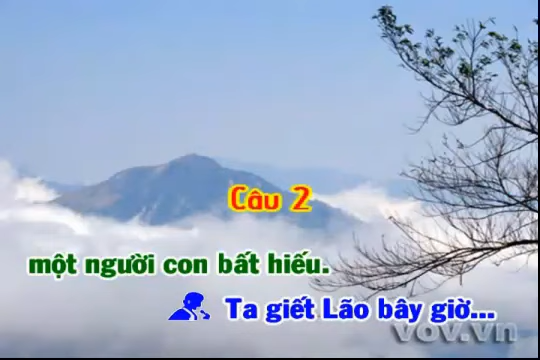 Câu 2
một người con bất hiếu.
Ta giết Lão bây giờ...
vov.vn